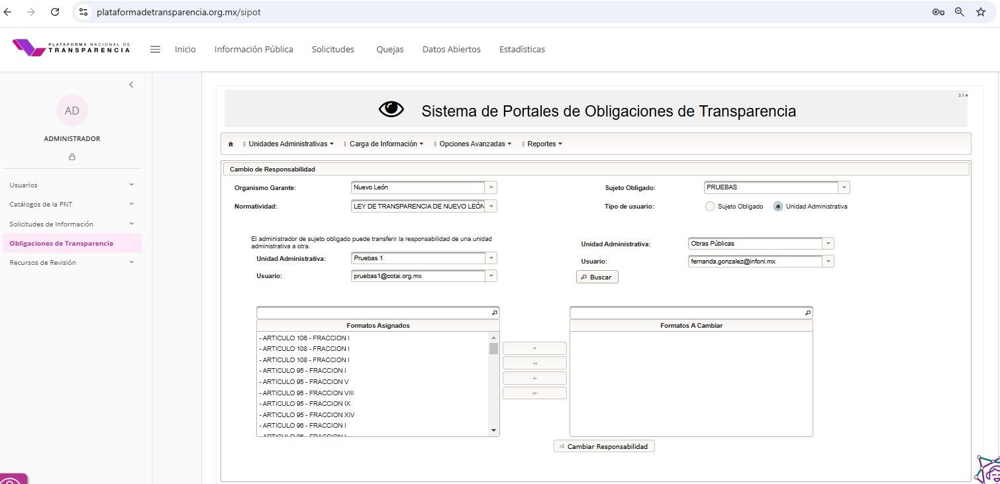 plataformadetransparencia.org.mx/sipot
PLATAFORMA NACIONAL DE
TRANSPARENCIA
Inicio
Información Pública
Solicitudes
Quejas
Datos Abiertos
Estadísticas
AD
ADMINISTRADOR
Usuarios
Catálogos de la PNT
Solicitudes de Información
Obligaciones de Transparencia
Recursos de Revisión
3.1.4
Sistema de Portales de Obligaciones de Transparencia
Unidades Administrativas
Carga de Información
Opciones Avanzadas
Reportes
Cambio de Responsabilidad
Organismo Garante:
Nuevo León
Sujeto Obligado:
PRUEBAS
Normatividad:
LEY DE TRANSPARENCIA DE NUEVO LEÓN
Tipo de usuario:
Sujeto Obligado
Unidad Administrativa
El administrador de sujeto obligado puede transferir la responsabilidad de una unidad
administrativa a otra.
Unidad Administrativa:
Pruebas 1
Usuario:
pruebas1@cotai.org.mx
Unidad Administrativa:
Obras Públicas
Usuario:
fernanda.gonzalez@infonl.mx
Buscar
Formatos Asignados
- ARTICULO 106 - FRACCION I
- ARTICULO 108 - FRACCION I
- ARTICULO 108 - FRACCION I
- ARTICULO 95 - FRACCION I
- ARTICULO 95 - FRACCION V
- ARTICULO 95 - FRACCION VIII
- ARTICULO 95 - FRACCION IX
- ARTICULO 95 - FRACCION XIV
- ARTICULO 96 - FRACCION I
- ARTICULO 96 - FRACCION I
Formatos A Cambiar
Cambiar Responsabilidad